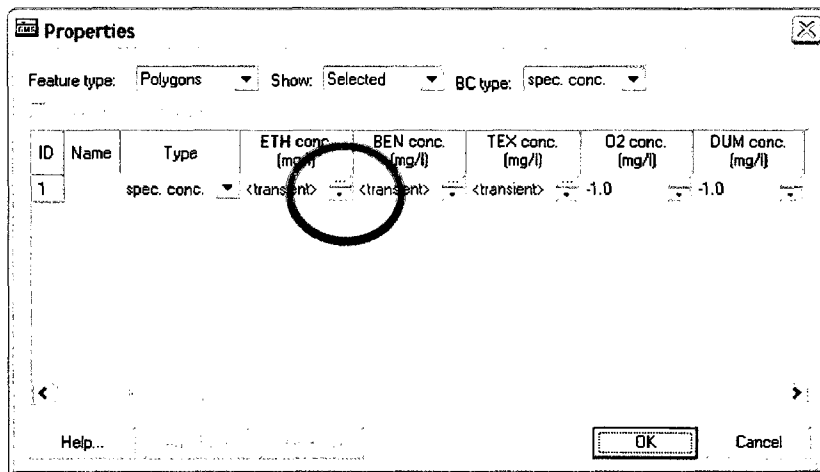 GMS Properties
Feature type: Polygons Show: Selected BC type: spec. conc.
ID Name Type ETH conc. (mg/l) BEN conc. (mg/l) TEX conc. (mg/l) O2 conc. (mg/l) DUM conc. (mg/l)
1 spec. conc. <transient> <transient> <transient> -1.0 -1.0
Help... OK Cancel